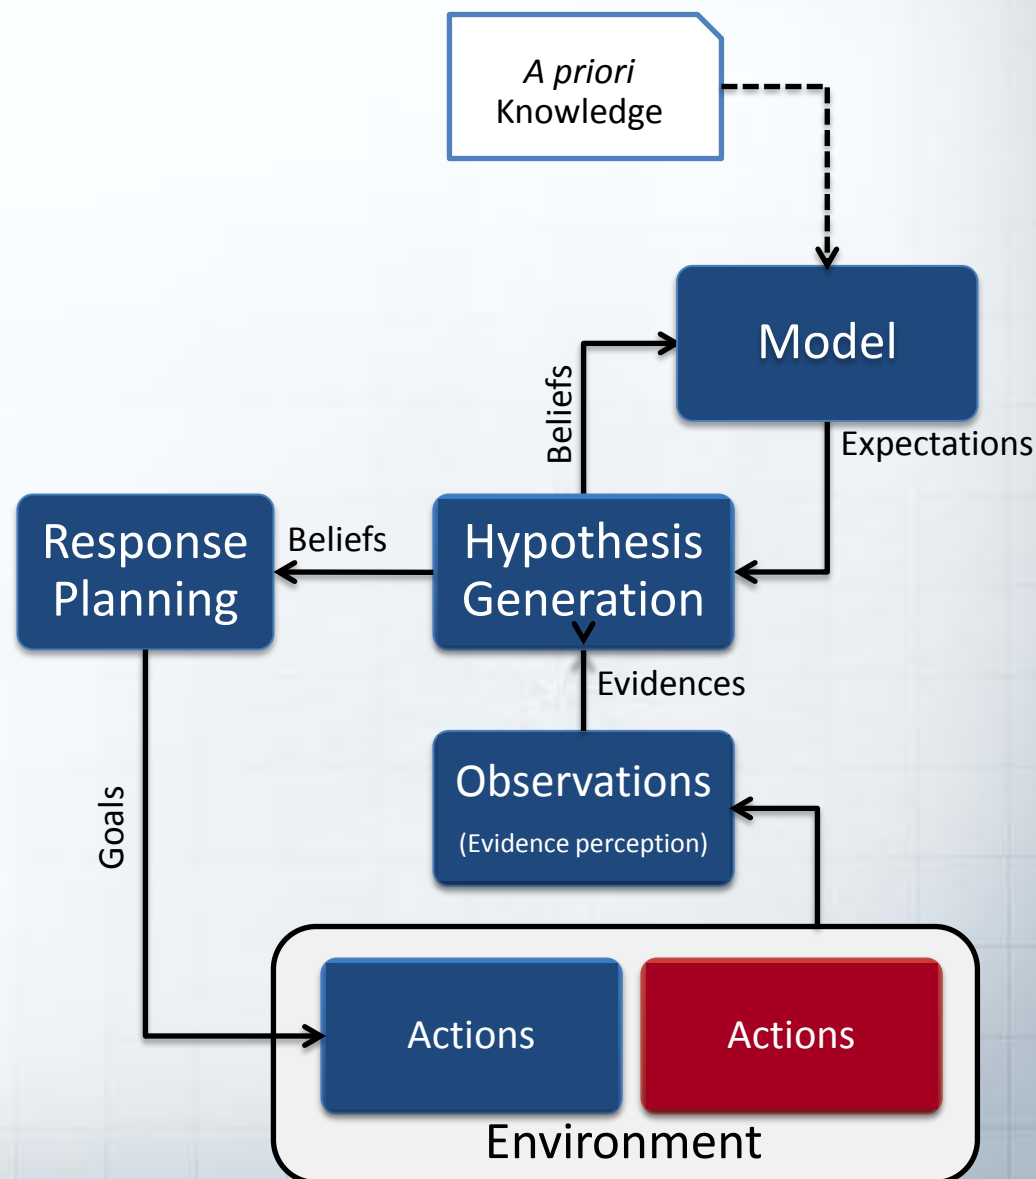 A priori
Knowledge
Model
Beliefs
Expectations
Response
Planning
Beliefs
Hypothesis
Generation
Evidences
Observations
(Evidence perception)
Goals
Actions
Actions
Environment